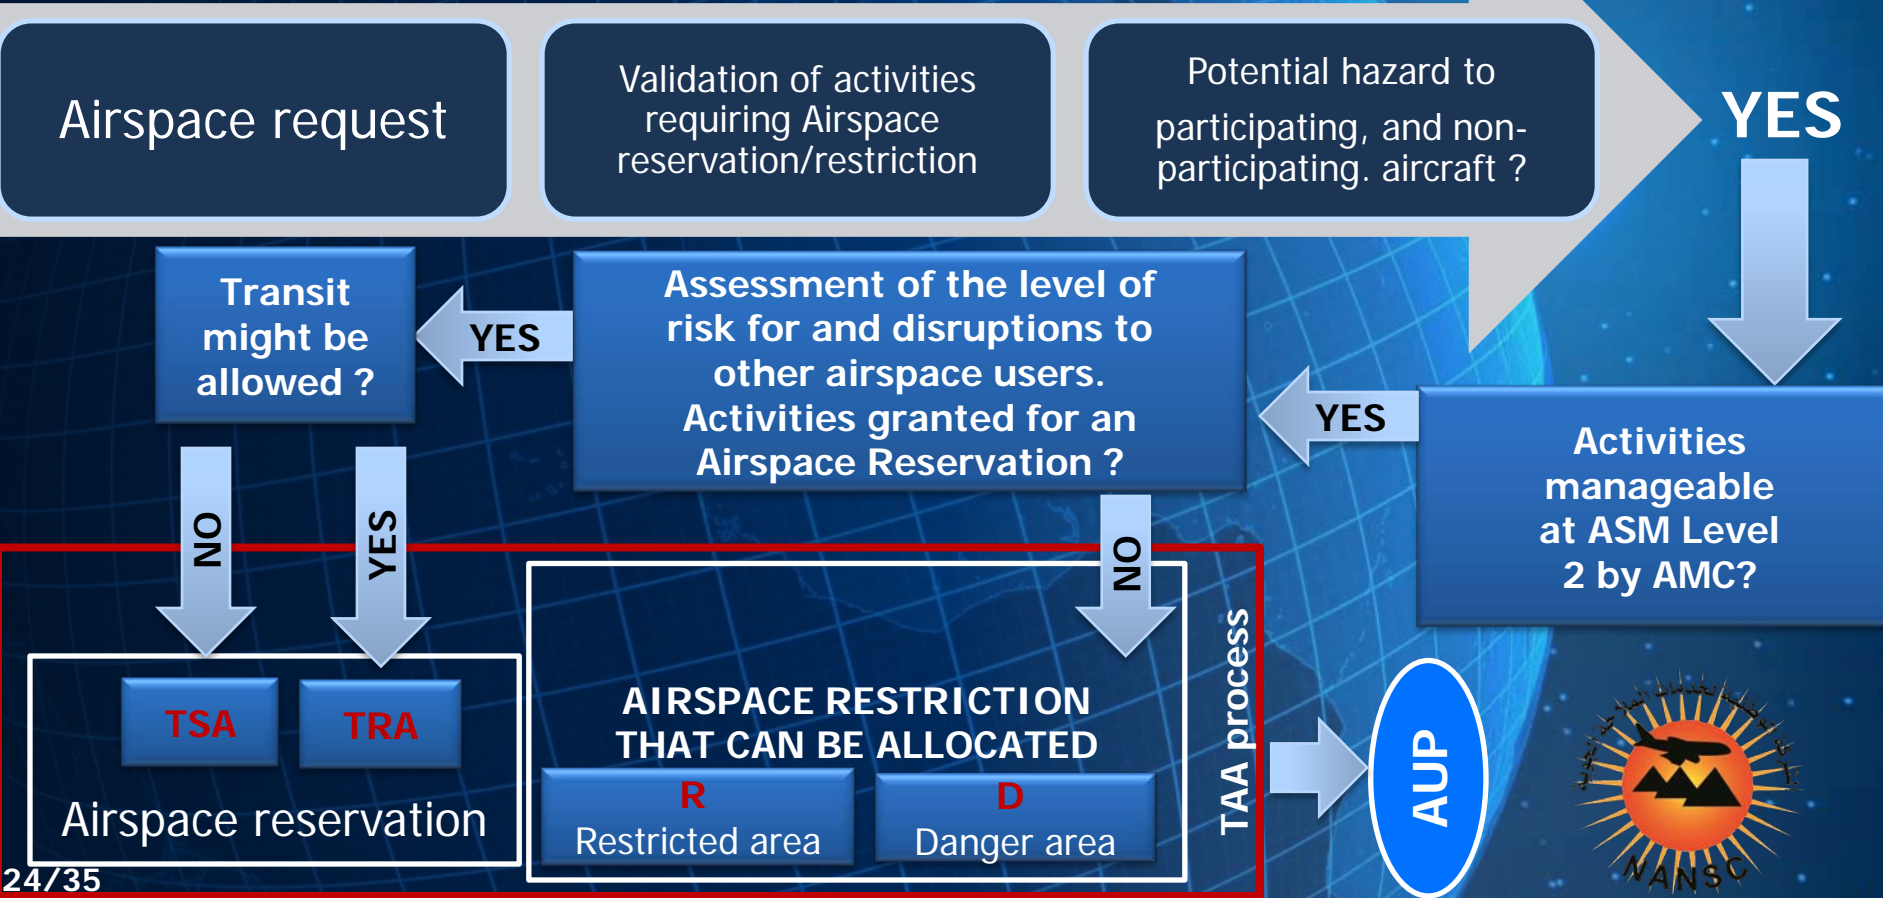 Airspace request
Validation of activities
requiring Airspace
reservation/restriction
Potential hazard to
participating, and non-
participating. aircraft ?
YES
Transit
might be
allowed ?
YES
Assessment of the level of
risk for and disruptions to
other airspace users.
Activities granted for an
Airspace Reservation ?
YES
Activities
manageable
at ASM Level
2 by AMC?
NO
YES
NO
TSA
TRA
Airspace reservation
AIRSPACE RESTRICTION
THAT CAN BE ALLOCATED
R
Restricted area
D
Danger area
TAA process
AUP
NANSC
24/35